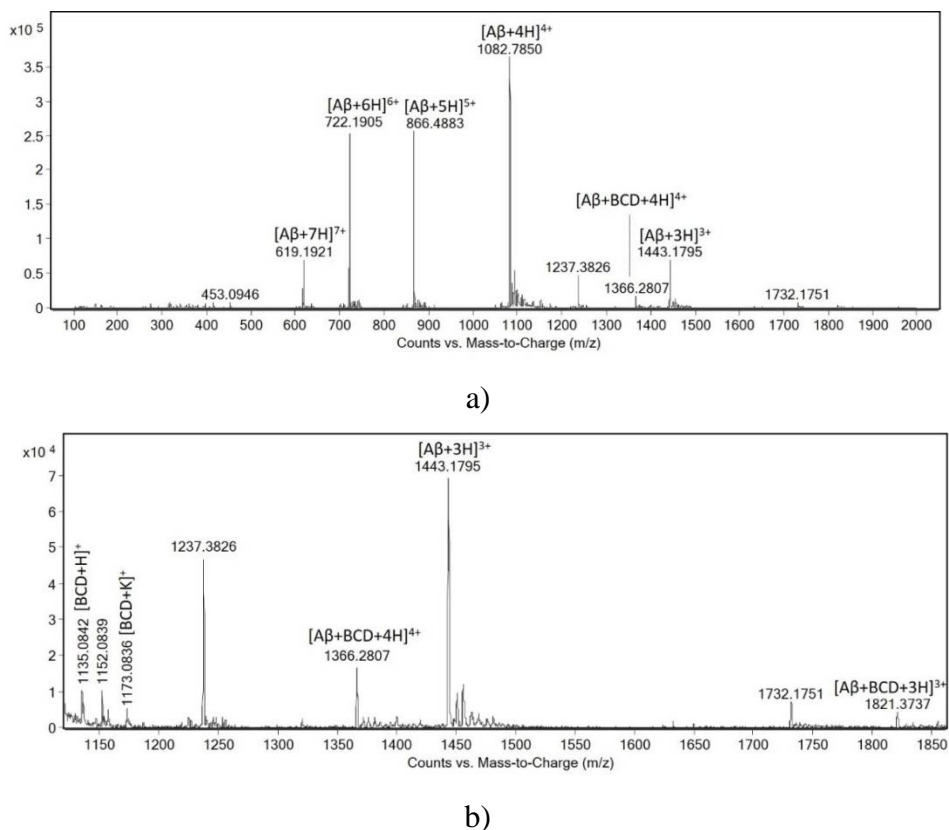 x10 5
[Aβ+4H]⁴⁺
1082.7850
3.5
3
[Aβ+6H]⁶⁺ [Aβ+5H]⁵⁺
722.1905 866.4883
2.5
2
[Aβ+BCD+4H]⁴⁺
1.5
1
[Aβ+7H]⁷⁺
619.1921
[Aβ+3H]³⁺
1443.1795
0.5
453.0946
1237.3826
1366.2807
1732.1751
0
100 200 300 400 500 600 700 800 900 1000 1100 1200 1300 1400 1500 1600 1700 1800 1900 2000
Counts vs. Mass-to-Charge (m/z)
a)
x10 4
[Aβ+3H]³⁺
1443.1795
7
6
5
1237.3826
4
3
1135.0842 [BCD+H]⁺
1152.0839
1173.0836 [BCD+K]⁺
2
[Aβ+BCD+4H]⁴⁺
1366.2807
1
1732.1751
[Aβ+BCD+3H]³⁺
1821.3737
0
1150 1200 1250 1300 1350 1400 1450 1500 1550 1600 1650 1700 1750 1800 1850
Counts vs. Mass-to-Charge (m/z)
b)